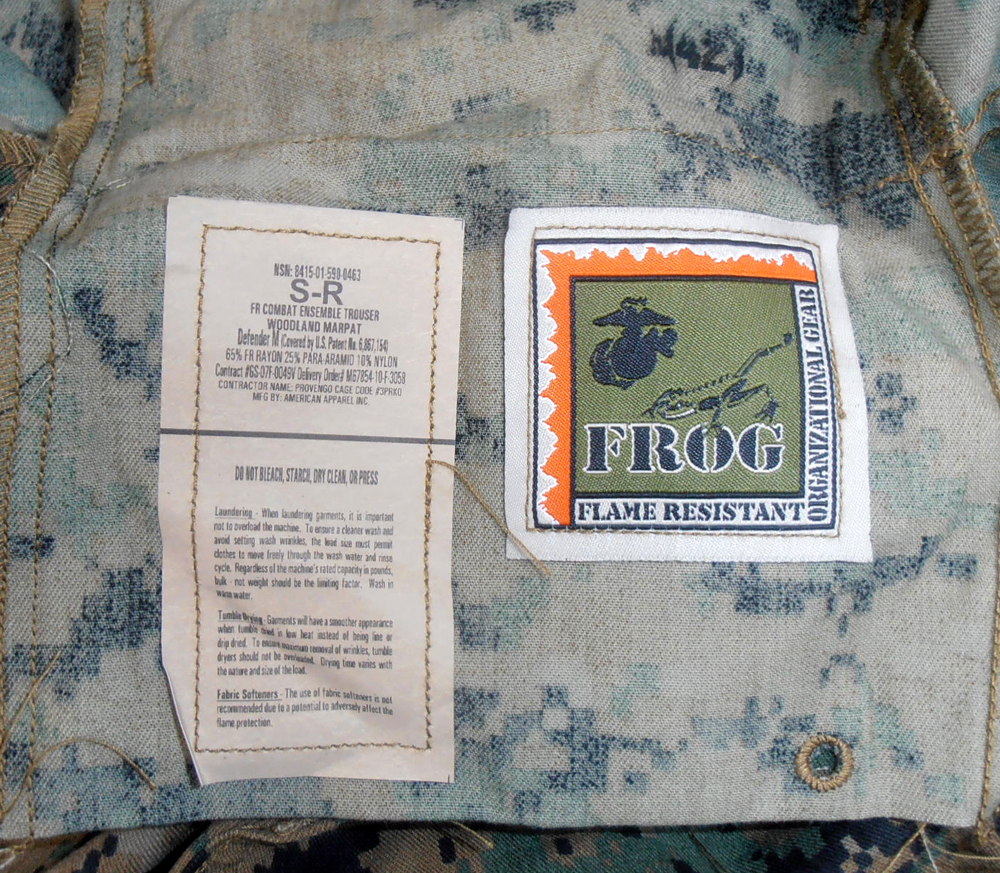 NSN: 8415-01-590-0463
S-R
FR COMBAT ENSEMBLE TROUSER
WOODLAND MARPAT
Defender M (Covered by U.S. Patent No. 6,867,154)
65% FR RAYON 25% PARA-ARAMID 10% NYLON
Contract #GS-07F-0049V Delivery Order# M67854-10-F-3058
CONTRACTOR NAME: PROVENGO CAGE CODE #3PRK0
MFG BY: AMERICAN APPAREL INC.
DO NOT BLEACH, STARCH, DRY CLEAN, OR PRESS
Laundering - When laundering garments, it is important
not to overload the machine. To ensure a cleaner wash and
avoid setting wash wrinkles, the load size must permit
clothes to move freely through the wash water and rinse
cycle. Regardless of the machine's rated capacity in pounds,
bulk - not weight should be the limiting factor. Wash in
warm water.
Tumble Drying - Garments will have a smoother appearance
when tumble dried in low heat instead of being line or
drip dried. To ensure maximum removal of wrinkles, tumble
dryers should not be overloaded. Drying time varies with
the nature and size of the load.
Fabric Softeners - The use of fabric softeners is not
recommended due to a potential to adversely affect the
flame protection.
FROG
FLAME RESISTANT
ORGANIZATIONAL GEAR